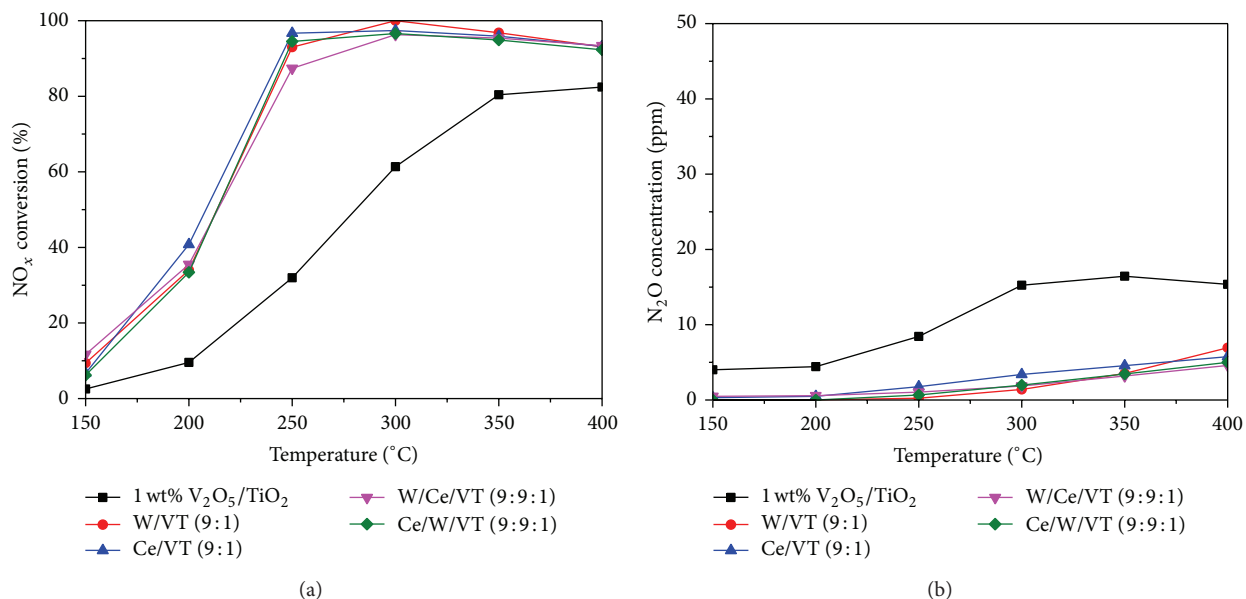 100
80
60
40
20
0
NOₓ conversion (%)
150 200 250 300 350 400
Temperature (°C)
1 wt% V₂O₅/TiO₂
W/VT (9:1)
Ce/VT (9:1)
W/Ce/VT (9:9:1)
Ce/W/VT (9:9:1)
(a)
50
40
30
20
10
0
N₂O concentration (ppm)
150 200 250 300 350 400
Temperature (°C)
1 wt% V₂O₅/TiO₂
W/VT (9:1)
Ce/VT (9:1)
W/Ce/VT (9:9:1)
Ce/W/VT (9:9:1)
(b)